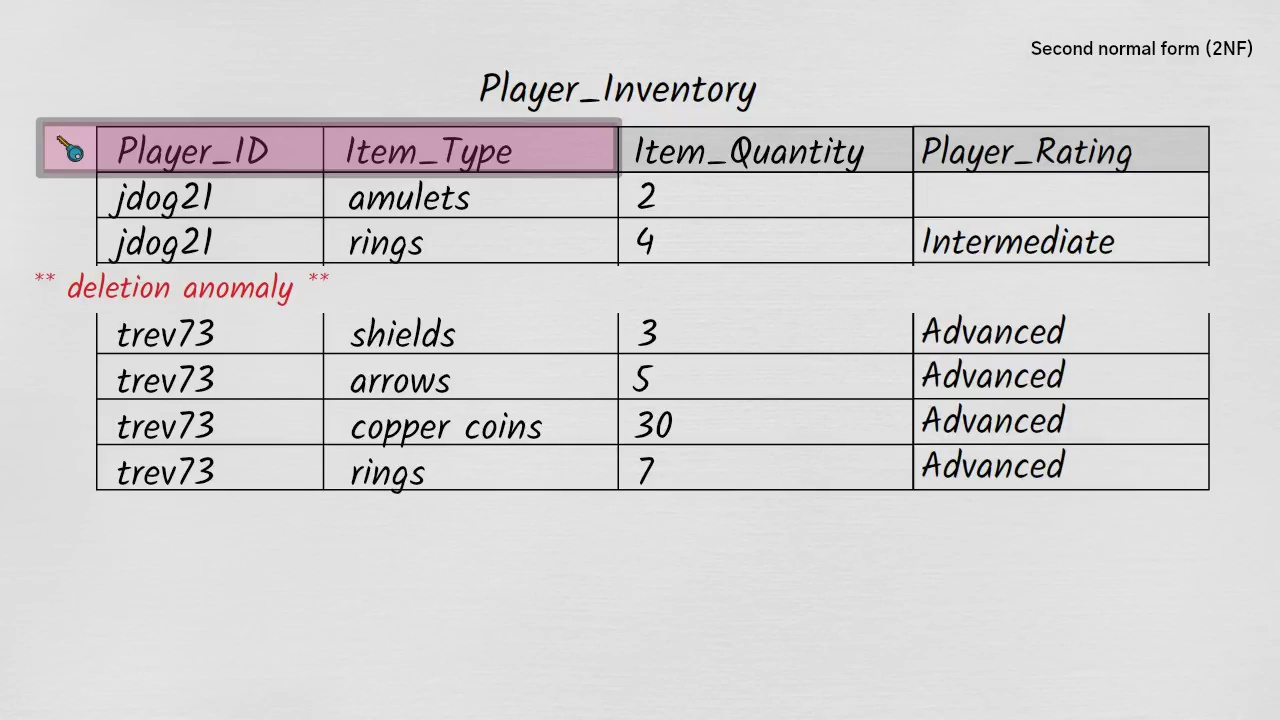 Second normal form (2NF)
Player_Inventory
Player_ID Item_Type Item_Quantity Player_Rating
jdog21 amulets 2
jdog21 rings 4 Intermediate
** deletion anomaly **
trev73 shields 3 Advanced
trev73 arrows 5 Advanced
trev73 copper coins 30 Advanced
trev73 rings 7 Advanced